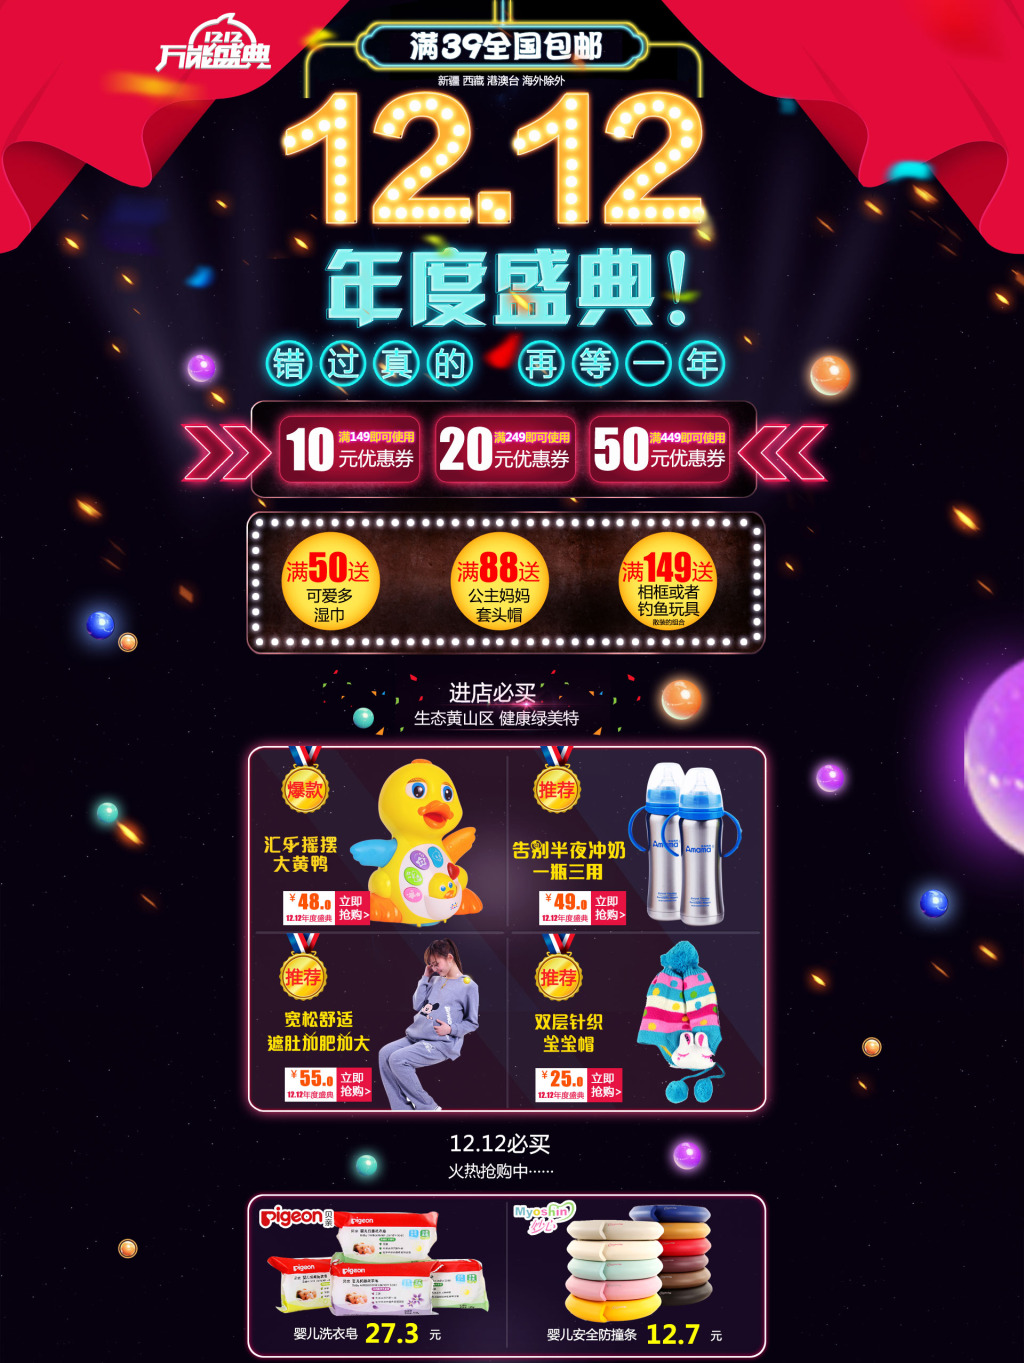 12.12
万能盛典
满39全国包邮
新疆 西藏 港澳台 海外除外
12.12
年度盛典!
错过真的 再等一年
10 满149即可使用
元优惠券
20 满249即可使用
元优惠券
50 满449即可使用
元优惠券
满50送
可爱多
湿巾
满88送
公主妈妈
套头帽
满149送
相框或者
钓鱼玩具
散装的组合
进店必买
生态黄山区 健康绿美特
爆款
汇乐摇摆
大黄鸭
¥48.0
12.12年度盛典
立即
抢购>
推荐
告别半夜冲奶
一瓶三用
¥49.0
12.12年度盛典
立即
抢购>
Amama
Amama
推荐
宽松舒适
遮肚加肥加大
¥55.0
12.12年度盛典
立即
抢购>
推荐
双层针织
宝宝帽
¥25.0
12.12年度盛典
立即
抢购>
12.12必买
火热抢购中······
Pigeon 贝亲
pigeon
pigeon
pigeon
婴儿洗衣皂 27.3 元
Myoshin
妙心
婴儿安全防撞条 12.7 元